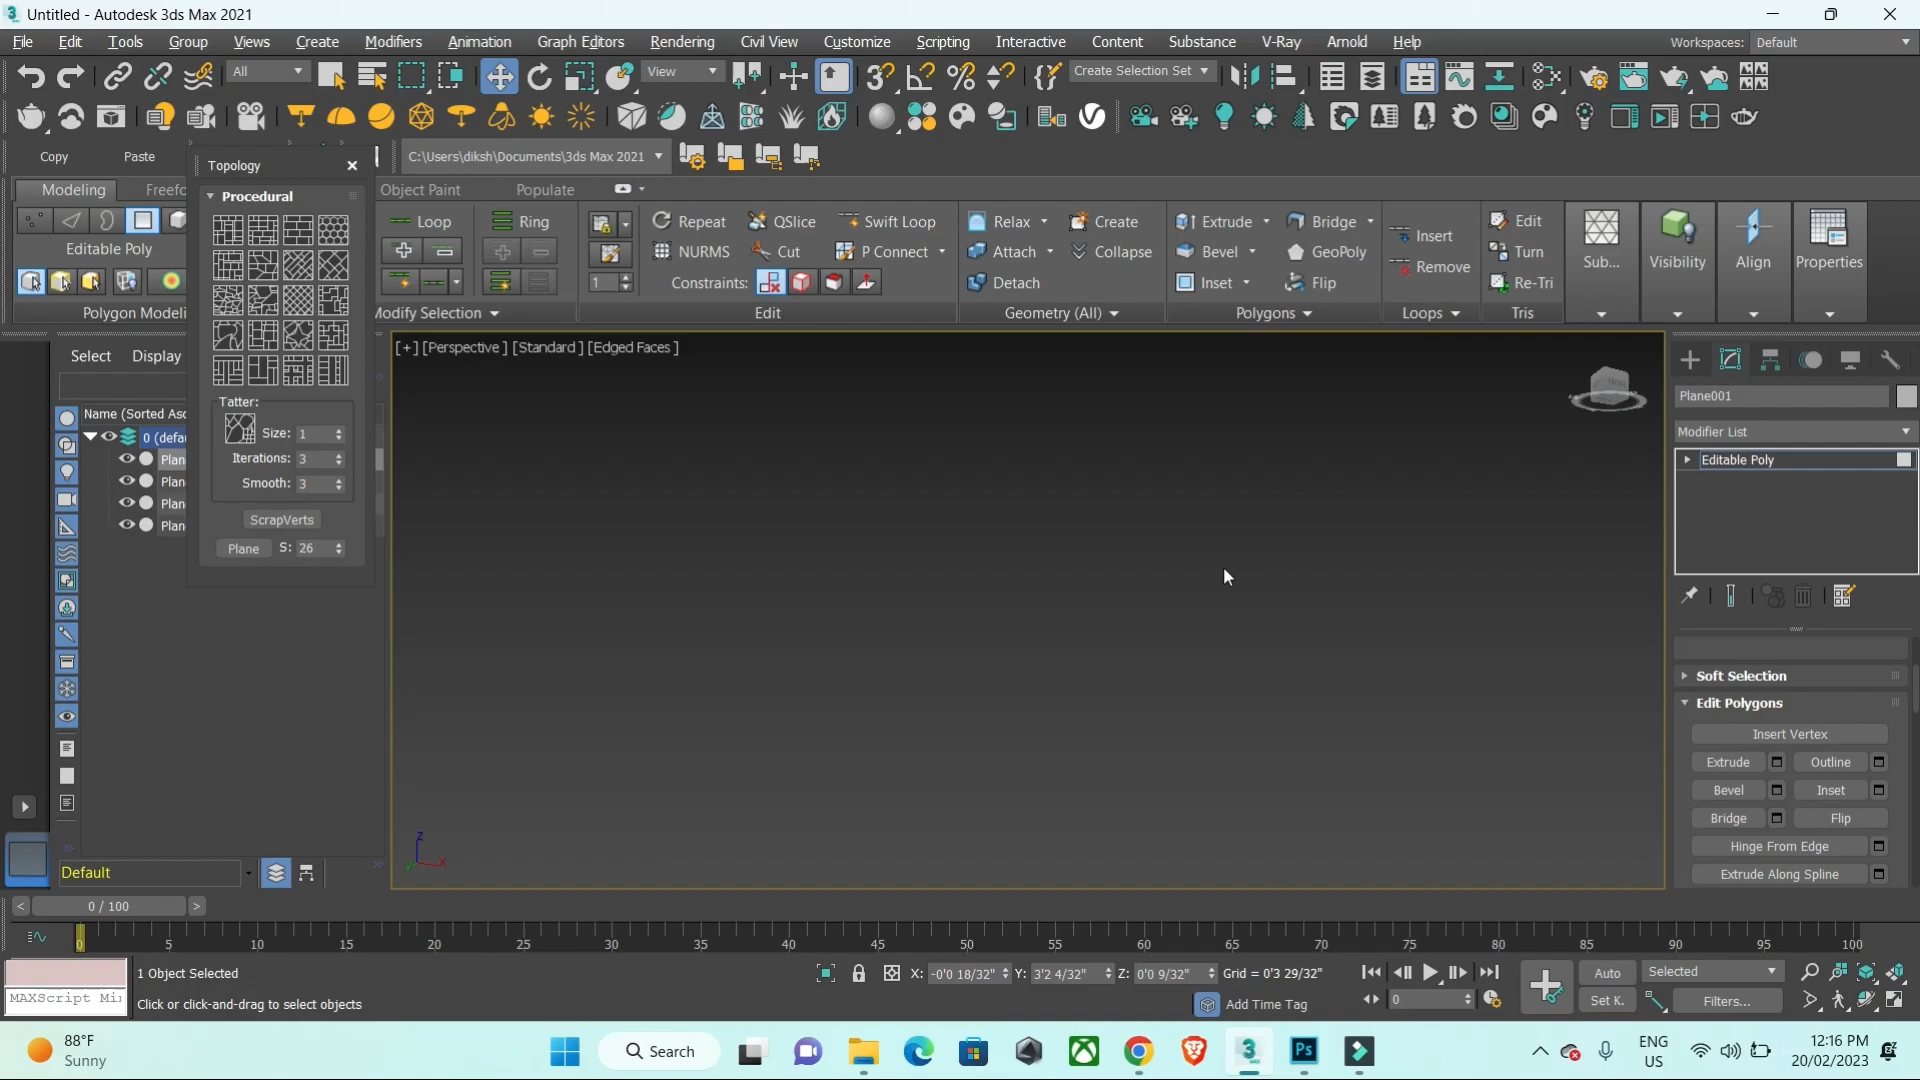 Untitled - Autodesk 3ds Max 2021
File Edit Tools Group Views Create Modifiers Animation Graph Editors Rendering Civil View Customize Scripting Interactive Content Substance V-Ray Arnold Help Workspaces: Default
All View Create Selection Set
Copy Paste Topology C:\Users\diksh\Documents\3ds Max 2021
Modeling Freefo Procedural Object Paint Populate
Loop Ring Repeat QSlice Swift Loop Relax Create Extrude Bridge Insert Edit
Editable Poly NURMS Cut P Connect Attach Collapse Bevel GeoPoly Remove Turn Sub... Visibility Align Properties
1 Constraints: Detach Inset Flip Re-Tri
Polygon Modeli Modify Selection Edit Geometry (All) Polygons Loops Tris
Select Display [+] [Perspective ] [Standard ] [Edged Faces ]
Plane001
Modifier List
Name (Sorted Asc
0 (defau
Plan
Plan
Plan
Plan
Tatter:
Size: 1
Iterations: 3
Smooth: 3
ScrapVerts
Plane S: 26
Editable Poly
Soft Selection
Edit Polygons
Insert Vertex
Extrude Outline
Bevel Inset
Bridge Flip
Hinge From Edge
Extrude Along Spline
z
x
y
Default
< 0 / 100 >
0 5 10 15 20 25 30 35 40 45 50 55 60 65 70 75 80 85 90 95 100
1 Object Selected X: -0'0 18/32" Y: 3'2 4/32" Z: 0'0 9/32" Grid = 0'3 29/32" Auto Selected
MAXScript Mi Click or click-and-drag to select objects Add Time Tag 0 Set K. Filters...
88°F
Sunny
Search
ENG
US
12:16 PM
20/02/2023